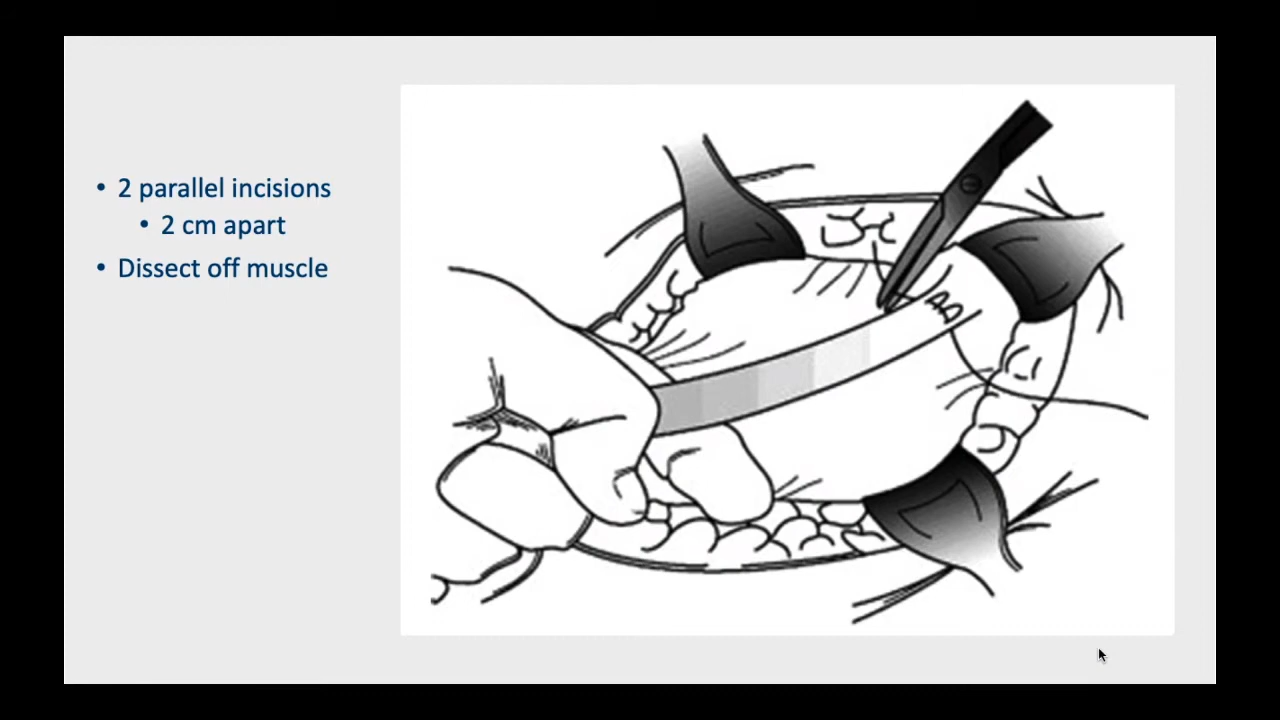 • 2 parallel incisions
• 2 cm apart
• Dissect off muscle